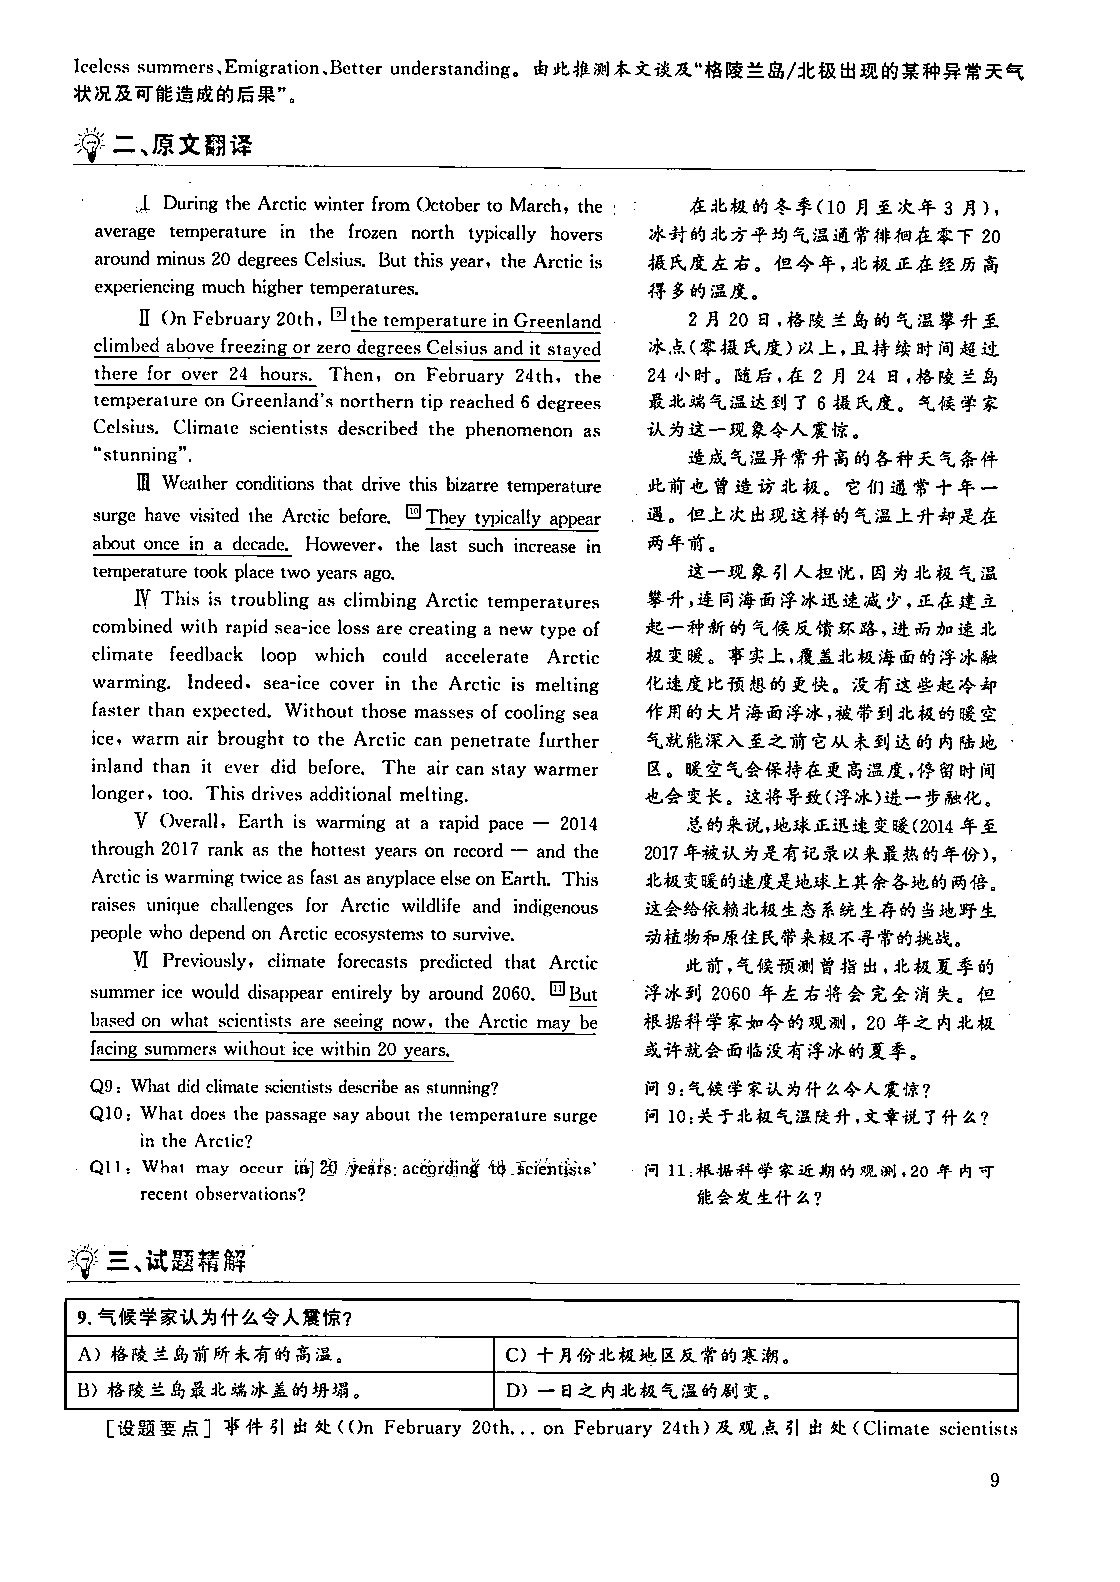 Iceless summers、Emigration、Better understanding。由此推测本文谈及“格陵兰岛/北极出现的某种异常天气
状况及可能造成的后果”。
二、原文翻译
Ⅰ During the Arctic winter from October to March, the
average temperature in the frozen north typically hovers
around minus 20 degrees Celsius. But this year, the Arctic is
experiencing much higher temperatures.
Ⅱ On February 20th, [9] the temperature in Greenland
climbed above freezing or zero degrees Celsius and it stayed
there for over 24 hours. Then, on February 24th, the
temperature on Greenland's northern tip reached 6 degrees
Celsius. Climate scientists described the phenomenon as
“stunning”.
Ⅲ Weather conditions that drive this bizarre temperature
surge have visited the Arctic before. [10] They typically appear
about once in a decade. However, the last such increase in
temperature took place two years ago.
Ⅳ This is troubling as climbing Arctic temperatures
combined with rapid sea-ice loss are creating a new type of
climate feedback loop which could accelerate Arctic
warming. Indeed, sea-ice cover in the Arctic is melting
faster than expected. Without those masses of cooling sea
ice, warm air brought to the Arctic can penetrate further
inland than it ever did before. The air can stay warmer
longer, too. This drives additional melting.
Ⅴ Overall, Earth is warming at a rapid pace — 2014
through 2017 rank as the hottest years on record — and the
Arctic is warming twice as fast as anyplace else on Earth. This
raises unique challenges for Arctic wildlife and indigenous
people who depend on Arctic ecosystems to survive.
Ⅵ Previously, climate forecasts predicted that Arctic
summer ice would disappear entirely by around 2060. [11] But
based on what scientists are seeing now, the Arctic may be
facing summers without ice within 20 years.
Q9: What did climate scientists describe as stunning?
Q10: What does the passage say about the temperature surge
in the Arctic?
Q11: What may occur in 20 years according to scientists'
recent observations?
在北极的冬季(10 月至次年 3 月),
冰封的北方平均气温通常徘徊在零下 20
摄氏度左右。但今年,北极正在经历高
得多的温度。
2 月 20 日,格陵兰岛的气温攀升至
冰点(零摄氏度)以上,且持续时间超过
24 小时。随后,在 2 月 24 日,格陵兰岛
最北端气温达到了 6 摄氏度。气候学家
认为这一现象令人震惊。
造成气温异常升高的各种天气条件
此前也曾造访北极。它们通常十年一
遇。但上次出现这样的气温上升却是在
两年前。
这一现象引人担忧,因为北极气温
攀升,连同海面浮冰迅速减少,正在建立
起一种新的气候反馈环路,进而加速北
极变暖。事实上,覆盖北极海面的浮冰融
化速度比预想的更快。没有这些起冷却
作用的大片海面浮冰,被带到北极的暖空
气就能深入至之前它从未到达的内陆地
区。暖空气会保持在更高温度,停留时间
也会变长。这将导致(浮冰)进一步融化。
总的来说,地球正迅速变暖(2014 年至
2017 年被认为是有记录以来最热的年份),
北极变暖的速度是地球上其余各地的两倍。
这会给依赖北极生态系统生存的当地野生
动植物和原住民带来极不寻常的挑战。
此前,气候预测曾指出,北极夏季的
浮冰到 2060 年左右将会完全消失。但
根据科学家如今的观测,20 年之内北极
或许就会面临没有浮冰的夏季。
问 9:气候学家认为什么令人震惊?
问 10:关于北极气温陡升,文章说了什么?
问 11:根据科学家近期的观测,20 年内可
能会发生什么?
三、试题精解
9. 气候学家认为什么令人震惊?
A) 格陵兰岛前所未有的高温。 C) 十月份北极地区反常的寒潮。
B) 格陵兰岛最北端冰盖的坍塌。 D) 一日之内北极气温的剧变。
[设题要点] 事件引出处(On February 20th... on February 24th)及观点引出处(Climate scientists
9